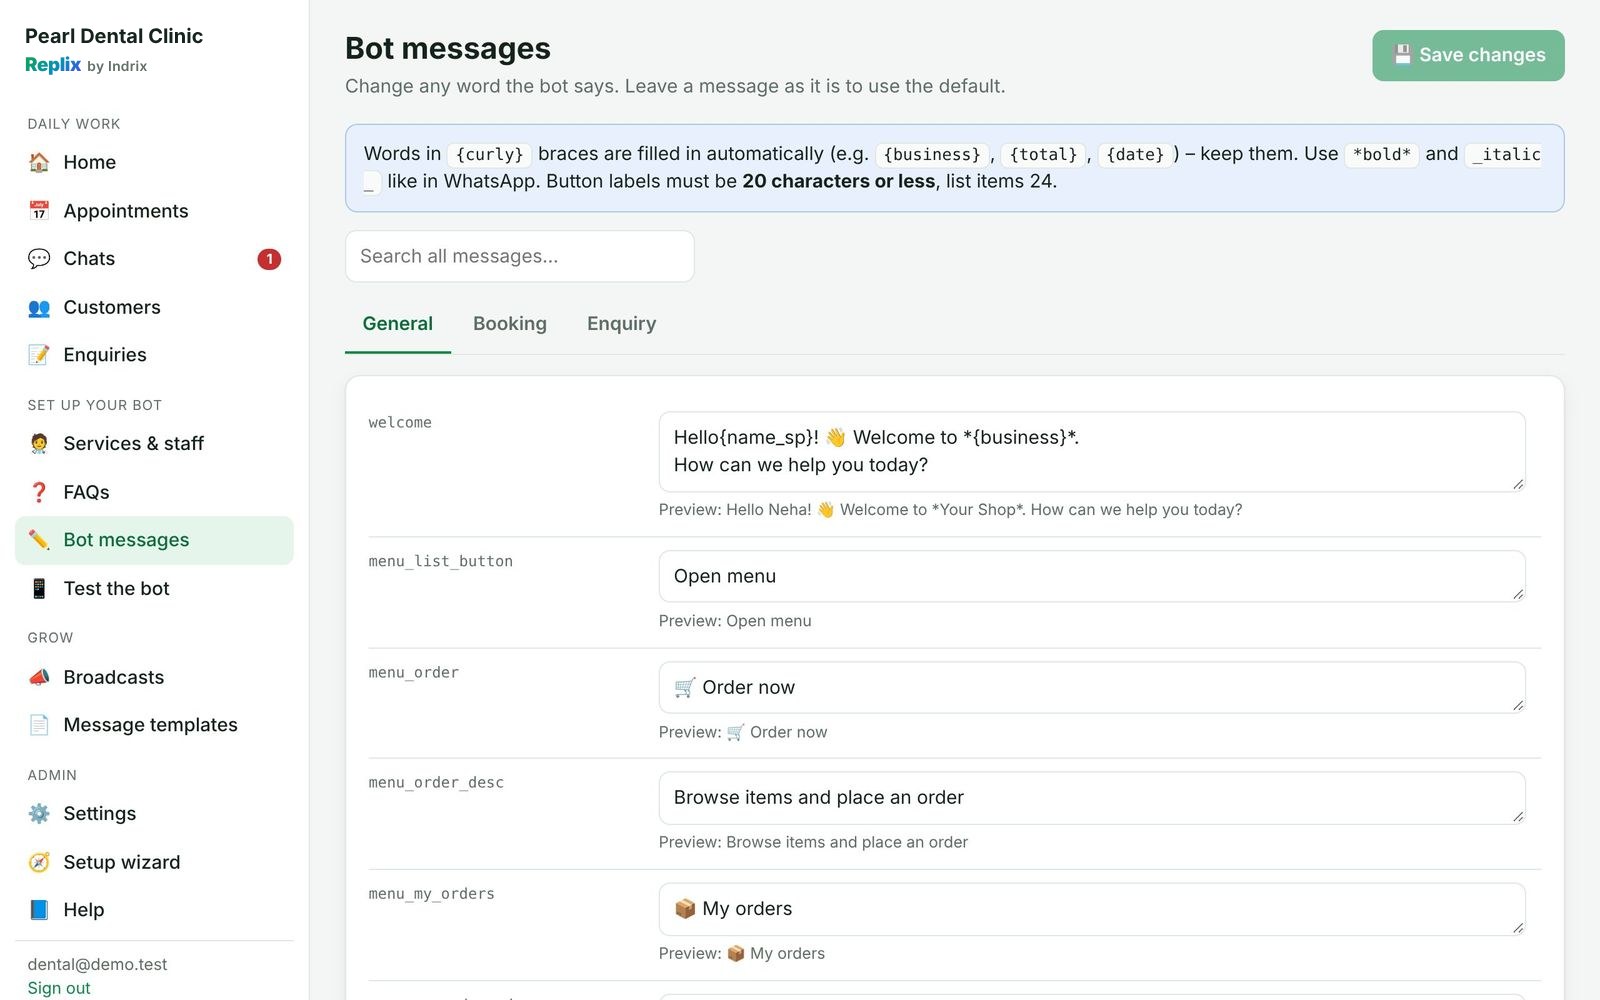 Pearl Dental Clinic
Replix by Indrix
DAILY WORK
🏠 Home
📅 Appointments
💬 Chats 1
👥 Customers
📝 Enquiries
SET UP YOUR BOT
🧑‍⚕️ Services & staff
❓ FAQs
✏️ Bot messages
📱 Test the bot
GROW
📣 Broadcasts
📄 Message templates
ADMIN
⚙️ Settings
🧭 Setup wizard
📘 Help
dental@demo.test
Sign out
Bot messages
💾 Save changes
Change any word the bot says. Leave a message as it is to use the default.
Words in {curly} braces are filled in automatically (e.g. {business}, {total}, {date}) – keep them. Use *bold* and _italic
_ like in WhatsApp. Button labels must be 20 characters or less, list items 24.
Search all messages...
General Booking Enquiry
welcome
Hello{name_sp}! 👋 Welcome to *{business}*.
How can we help you today?
Preview: Hello Neha! 👋 Welcome to *Your Shop*. How can we help you today?
menu_list_button
Open menu
Preview: Open menu
menu_order
🛒 Order now
Preview: 🛒 Order now
menu_order_desc
Browse items and place an order
Preview: Browse items and place an order
menu_my_orders
📦 My orders
Preview: 📦 My orders